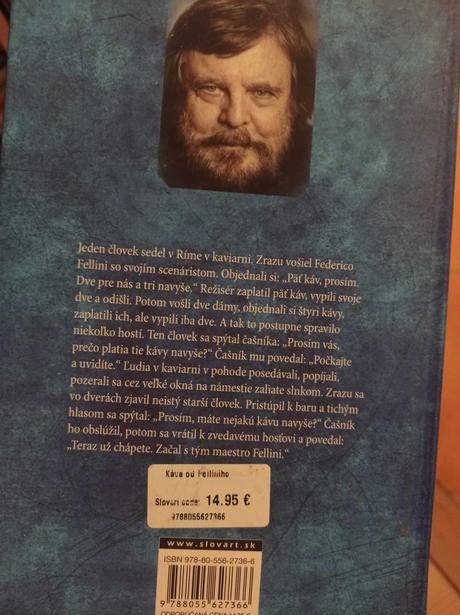 Jeden človek sedel v Ríme v kaviarni. Zrazu vošiel Federico
Fellini so svojím scenáristom. Objednali si: „Päť káv, prosím.
Dve pre nás a tri navyše.“ Režisér zaplatil päť káv, vypili svoje
dve a odišli. Potom vošli dve dámy, objednali si štyri kávy,
zaplatili ich, ale vypili iba dve. A tak to postupne spravilo
niekoľko hostí. Ten človek sa spýtal čašníka: „Prosím vás,
prečo platia tie kávy navyše?“ Čašník mu povedal: „Počkajte
a uvidíte.“ Ľudia v kaviarni v pohode posedávali, popíjali,
a pozerali sa cez veľké okná na námestie zaliate slnkom. Zrazu sa
vo dverách zjavil neistý starší človek. Pristúpil k baru a tichým
hlasom sa spýtal: „Prosím, máte nejakú kávu navyše?“ Čašník
ho obslúžil, potom sa vrátil k zvedavému hosťovi a povedal:
„Teraz už chápete. Začal s tým maestro Fellini.“
Káva od Felliniho
Slovart cena: 14.95 €
9788055627366
www.slovart.sk
ISBN 978-80-556-2736-6
9 788055 627366